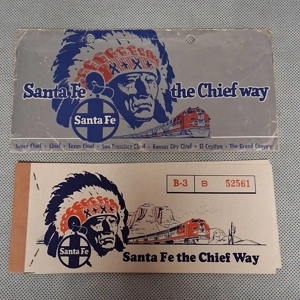 Santa Fe the Chief way
Santa Fe
Super Chief · Chief · Texas Chief · San Francisco Chief · Kansas City Chief · El Capitan · The Grand Canyon
B-3 B 52561
Santa Fe
Santa Fe the Chief Way